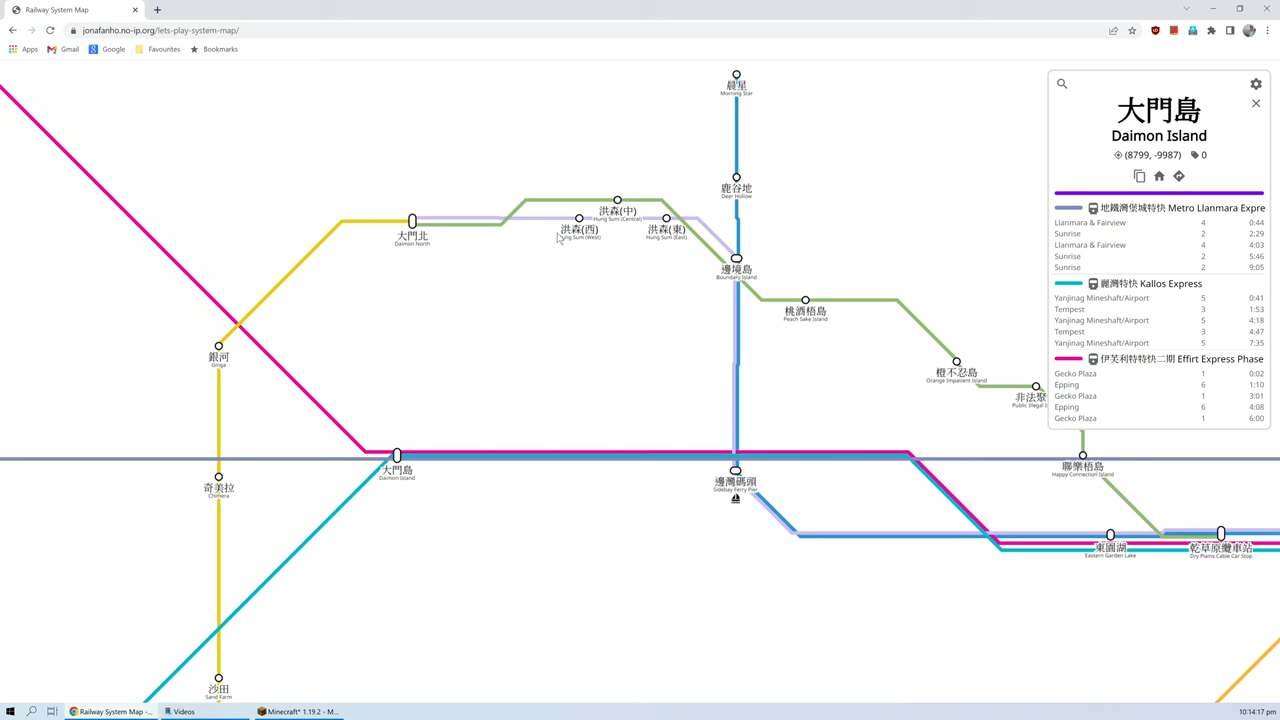 Railway System Map
jonafanho.no-ip.org/lets-play-system-map/
Apps
Gmail
Google
Favourites
Bookmarks
晨星
Morning Star
鹿谷地
Deer Hollow
洪森(中)
Hung Sum (Central)
洪森(西)
Hung Sum (West)
洪森(東)
Hung Sum (East)
大門北
Daimon North
邊境島
Boundary Island
桃酒梧島
Peach Sake Island
銀河
Ginga
橙不忍島
Orange Impatient Island
非法聚
Public Illegal
大門島
Daimon Island
邊灣碼頭
Sidebay Ferry Pier
聯樂梧島
Happy Connection Island
奇美拉
Chimera
東園湖
Eastern Garden Lake
乾草原纜車站
Dry Plains Cable Car Stop
沙田
Sand Farm
大門島
Daimon Island
(8799, -9987) 0
地鐵灣堡城特快 Metro Llanmara Expre
Llanmara & Fairview 4 0:44
Sunrise 2 2:29
Llanmara & Fairview 4 4:03
Sunrise 2 5:46
Sunrise 2 9:05
麗灣特快 Kallos Express
Yanjinag Mineshaft/Airport 5 0:41
Tempest 3 1:53
Yanjinag Mineshaft/Airport 5 4:18
Tempest 3 4:47
Yanjinag Mineshaft/Airport 5 7:35
伊芙利特特快二期 Effirt Express Phase
Gecko Plaza 1 0:02
Epping 6 1:10
Gecko Plaza 1 3:01
Epping 6 4:08
Gecko Plaza 1 6:00
Railway System Map -...
Videos
Minecraft* 1.19.2 - M...
10:14:17 pm